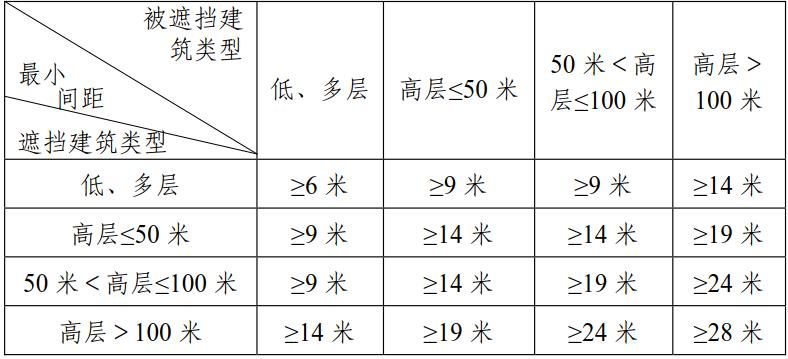 被遮挡建
筑类型
最小
间距
遮挡建筑类型
低、多层
高层≤50 米
50 米＜高
层≤100 米
高层＞
100 米
低、多层 ≥6 米 ≥9 米 ≥9 米 ≥14 米
高层≤50 米 ≥9 米 ≥14 米 ≥14 米 ≥19 米
50 米＜高层≤100 米 ≥9 米 ≥14 米 ≥19 米 ≥24 米
高层＞100 米 ≥14 米 ≥19 米 ≥24 米 ≥28 米